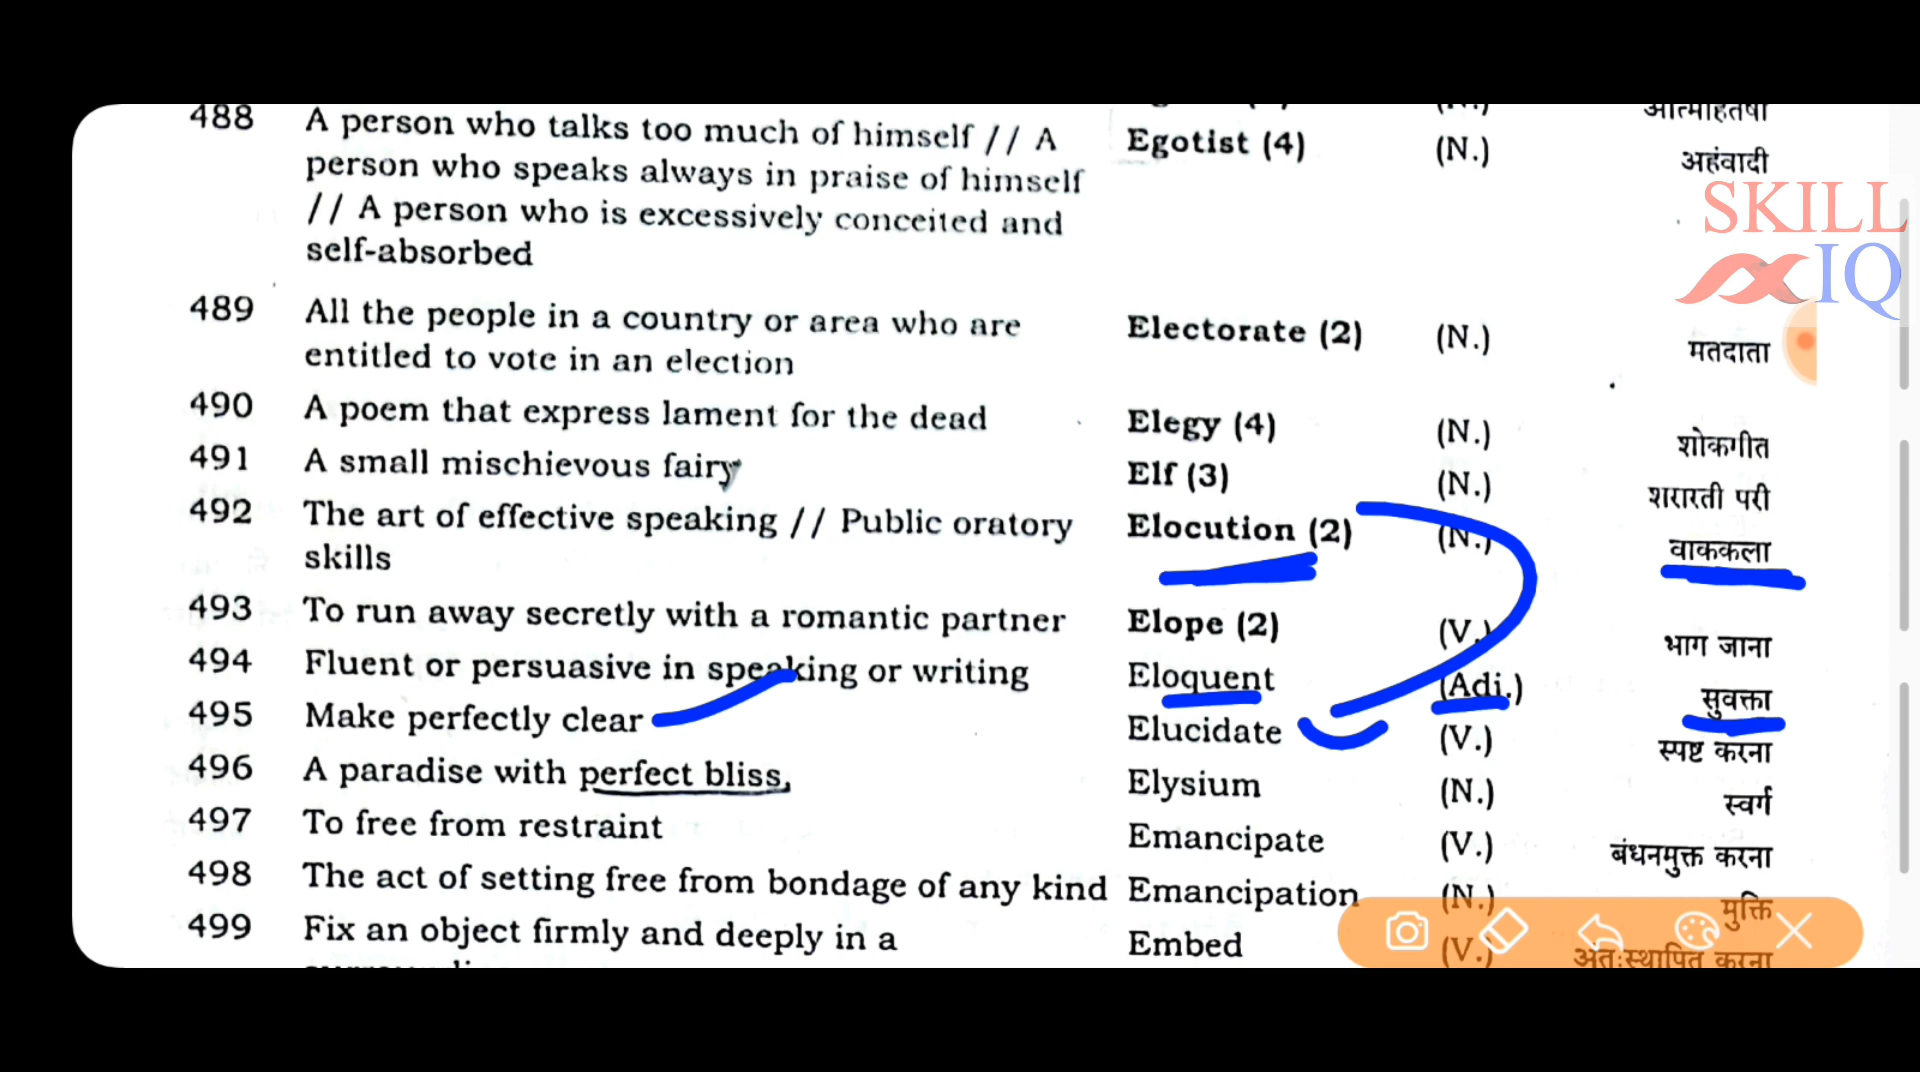 488 A person who talks too much of himself // A Egotist (4) (N.) अहंवादी
person who speaks always in praise of himself
// A person who is excessively conceited and
self-absorbed
SKILL
IQ
489 All the people in a country or area who are Electorate (2) (N.) मतदाता
entitled to vote in an election
490 A poem that express lament for the dead Elegy (4) (N.) शोकगीत
491 A small mischievous fairy Elf (3) (N.) शरारती परी
492 The art of effective speaking // Public oratory Elocution (2) (N.) वाककला
skills
493 To run away secretly with a romantic partner Elope (2) (V.) भाग जाना
494 Fluent or persuasive in speaking or writing Eloquent (Adj.) सुवक्ता
495 Make perfectly clear Elucidate (V.) स्पष्ट करना
496 A paradise with perfect bliss, Elysium (N.) स्वर्ग
497 To free from restraint Emancipate (V.) बंधनमुक्त करना
498 The act of setting free from bondage of any kind Emancipation (N.) मुक्ति
499 Fix an object firmly and deeply in a Embed (V.) अंतःस्थापित करना